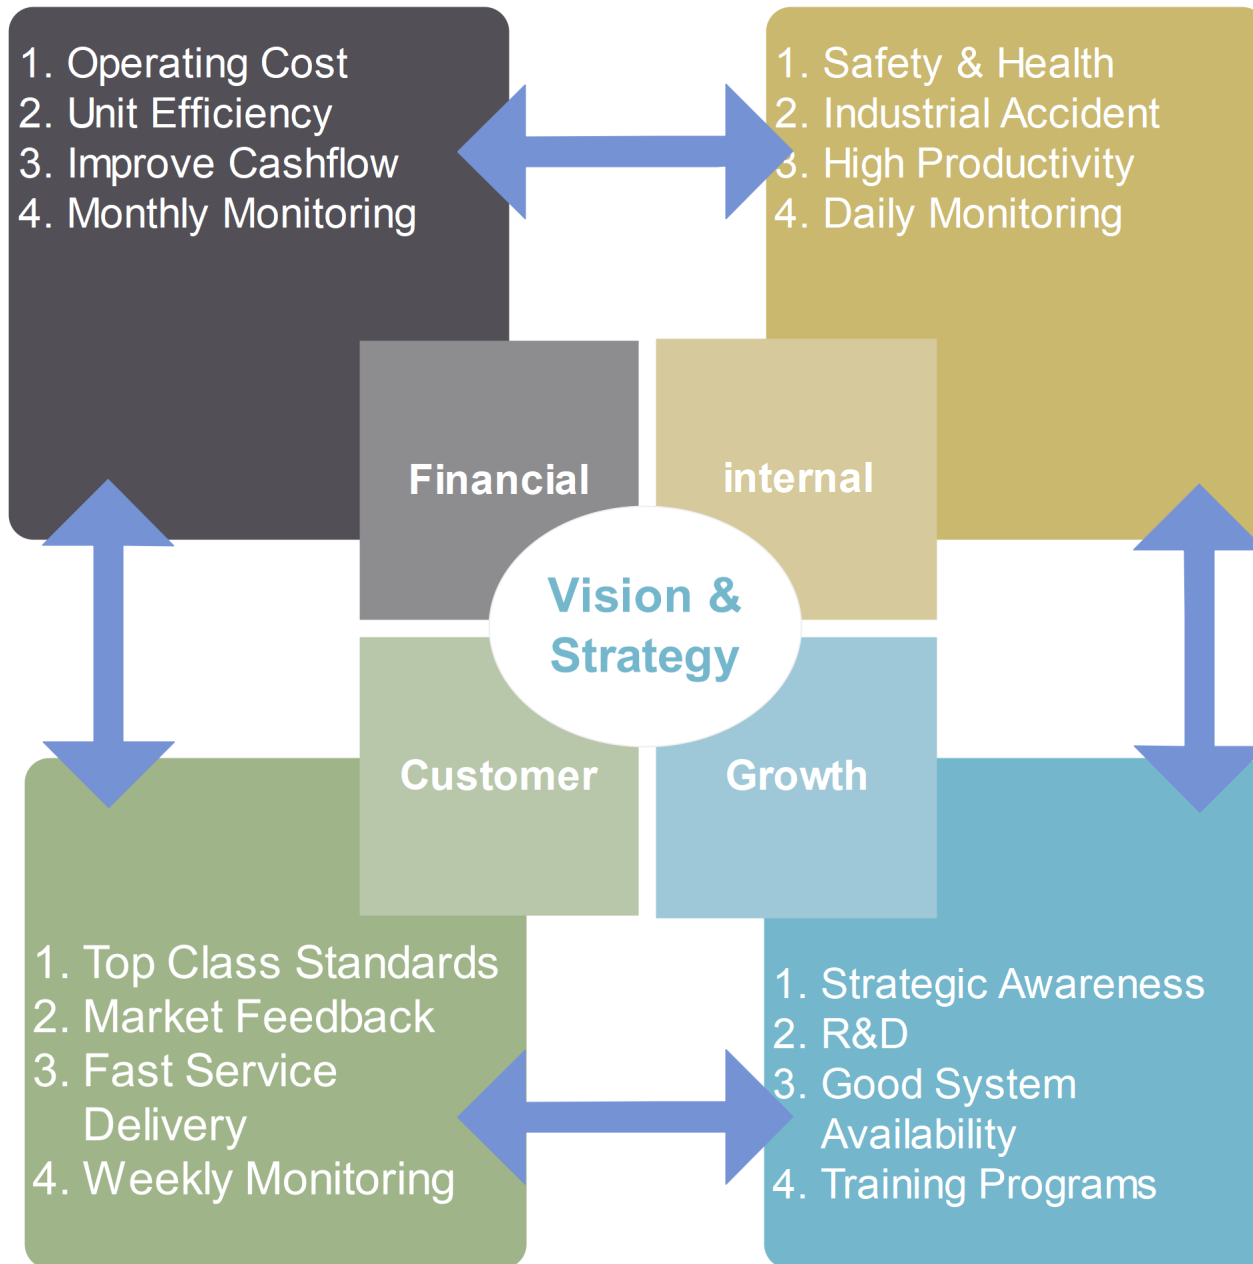 1. Operating Cost
2. Unit Efficiency
3. Improve Cashflow
4. Monthly Monitoring
1. Safety & Health
2. Industrial Accident
3. High Productivity
4. Daily Monitoring
Financial
internal
Vision &
Strategy
Customer
Growth
1. Top Class Standards
2. Market Feedback
3. Fast Service
Delivery
4. Weekly Monitoring
1. Strategic Awareness
2. R&D
3. Good System
Availability
4. Training Programs